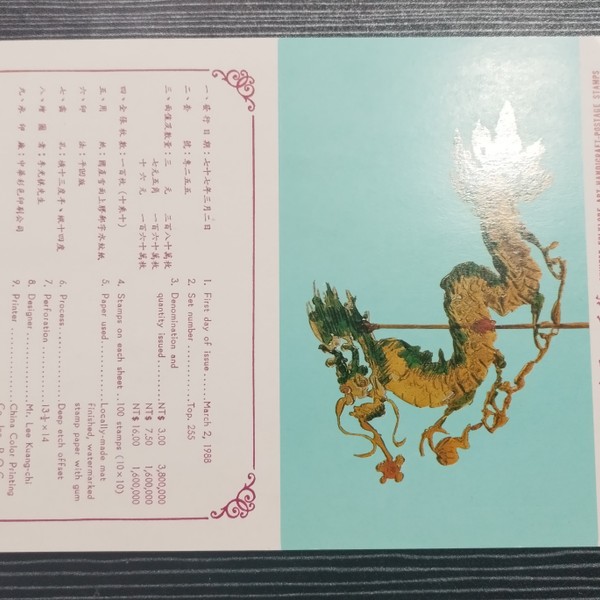 一、發行日期：七十七年三月二日
二、套 號：專二五五
三、面值及數量：三 元 三百八十萬枚
七元五角 一百六十萬枚
十六元 一百六十萬枚
四、全張枚數：一百枚（十乘十）
五、用 紙：國產雪面上膠郵字水紋紙
六、印 法：平凹版
七、齒 孔：橫十三度半、縱十四度
八、繪 圖 者：李光棋先生
九、承 印 廠：中華彩色印刷公司
1. First day of issue ......March 2, 1988
2. Set number ..............Top. 255
3. Denomination and
quantity issued.......NT$ 3.00 3,800,000
NT$ 7.50 1,600,000
NT$ 16.00 1,600,000
4. Stamps on each sheet ..100 stamps (10×10)
5. Paper used..............Locally-made mat
finished, watermarked
stamp paper with gum
6. Process..................Deep etch offset
7. Perforation ..............13½ × 14
8. Designer................Mr. Lee Kuang-chi
9. Printer ..................China Color Printing
POSTAGE STAMPS